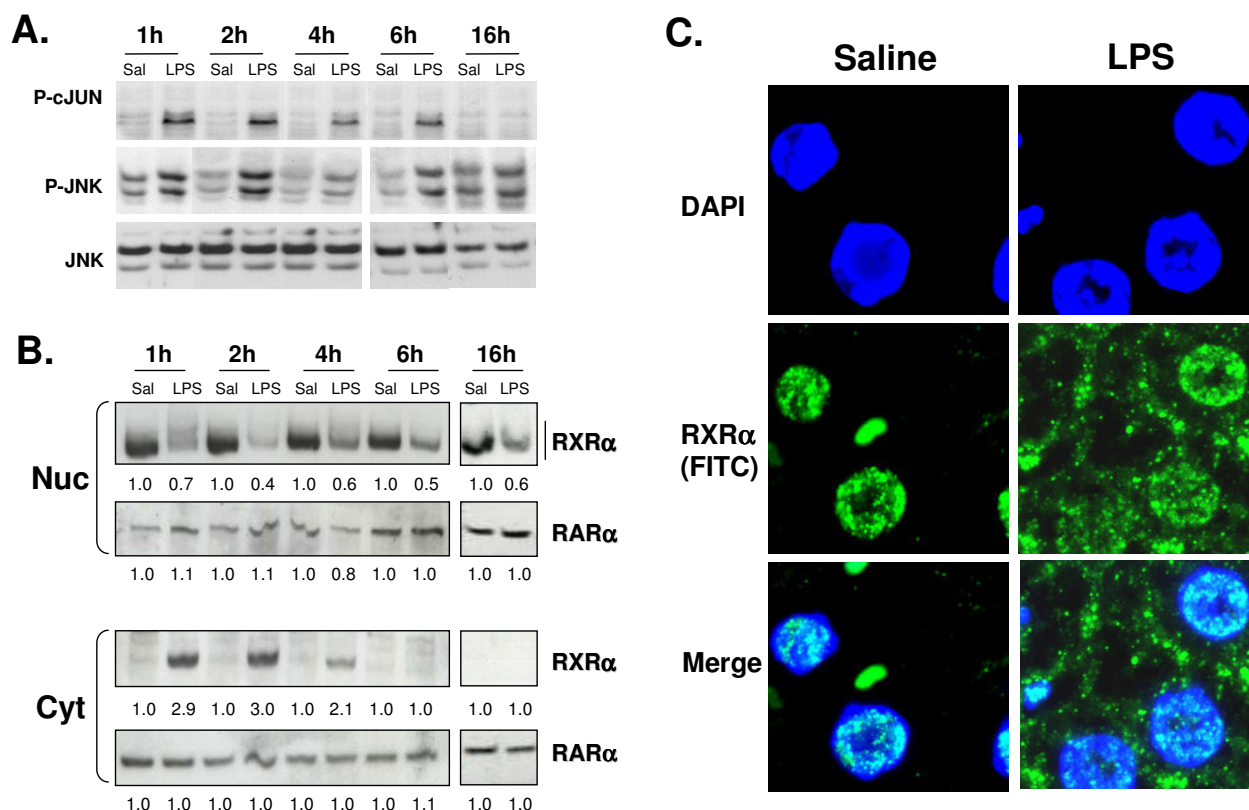 A.
1h 2h 4h 6h 16h
Sal LPS Sal LPS Sal LPS Sal LPS Sal LPS
P-cJUN
P-JNK
JNK
B.
1h 2h 4h 6h 16h
Sal LPS Sal LPS Sal LPS Sal LPS Sal LPS
Nuc
RXRα
1.0 0.7 1.0 0.4 1.0 0.6 1.0 0.5 1.0 0.6
RARα
1.0 1.1 1.0 1.1 1.0 0.8 1.0 1.0 1.0 1.0
Cyt
RXRα
1.0 2.9 1.0 3.0 1.0 2.1 1.0 1.0 1.0 1.0
RARα
1.0 1.0 1.0 1.0 1.0 1.0 1.0 1.1 1.0 1.0
C.
Saline LPS
DAPI
RXRα
(FITC)
Merge